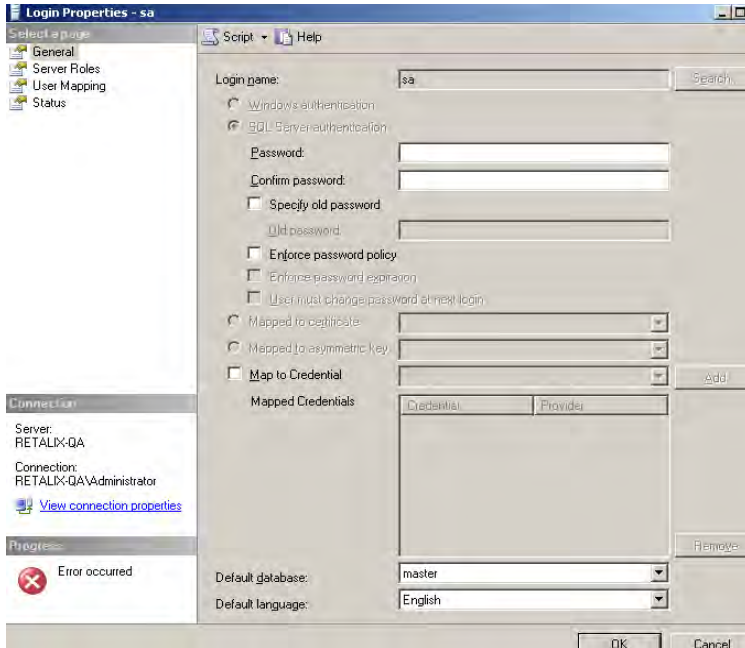 Login Properties - sa
Select a page
General
Server Roles
User Mapping
Status
Script
Help
Login name:
sa
Search
Windows authentication
SQL Server authentication
Password:
Confirm password:
Specify old password
Old password
Enforce password policy
Enforce password expiration
User must change password at next login
Mapped to certificate
Mapped to asymmetric key
Map to Credential
Add
Mapped Credentials
Credential
Provider
Remove
Default database:
master
Default language:
English
Connection
Server:
RETALIX-QA
Connection:
RETALIX-QA\Administrator
View connection properties
Progress
Error occurred
OK
Cancel